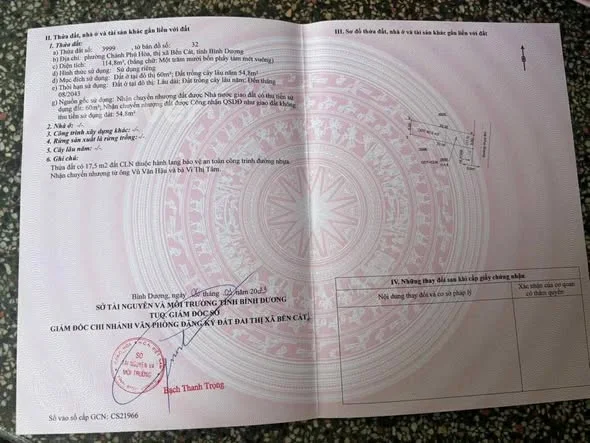 II. Thửa đất, nhà ở và tài sản khác gắn liền với đất
1. Thửa đất:
a) Thửa đất số: 3999 , tờ bản đồ số: 32
b) Địa chỉ: phường Chánh Phú Hòa, thị xã Bến Cát, tỉnh Bình Dương
c) Diện tích: 114,8m², (bằng chữ: Một trăm mười bốn phẩy tám mét vuông)
d) Hình thức sử dụng: Sử dụng riêng
đ) Mục đích sử dụng: Đất ở tại đô thị 60m²; Đất trồng cây lâu năm 54,8m²
e) Thời hạn sử dụng: Đất ở tại đô thị: Lâu dài; Đất trồng cây lâu năm: Đến tháng
08/2043
g) Nguồn gốc sử dụng: Nhận chuyển nhượng đất được Nhà nước giao đất có thu tiền sử
dụng đất: 60m²; Nhận chuyển nhượng đất được Công nhận QSDĐ như giao đất không
thu tiền sử dụng đất: 54.8m²
2. Nhà ở: -/-
3. Công trình xây dựng khác: -/-
4. Rừng sản xuất là rừng trồng: -/-
5. Cây lâu năm: -/-
6. Ghi chú:
Thửa đất có 17,5 m2 đất CLN thuộc hành lang bảo vệ an toàn công trình đường nhựa.
Nhận chuyển nhượng từ ông Vũ Văn Hậu và bà Vi Thị Tâm.
Bình Dương, ngày 06 tháng
SỞ TÀI NGUYÊN VÀ MÔI TRƯỜNG TỈNH BÌNH DƯƠNG
TUQ. GIÁM ĐỐC SỞ
GIÁM ĐỐC CHI NHÁNH VĂN PHÒNG ĐĂNG KÝ ĐẤT ĐAI THỊ XÃ BẾN CÁT
SỞ
TÀI NGUYÊN VÀ
MÔI TRƯỜNG
Bạch Thanh Trọng
Số vào sổ cấp GCN: CS21966
III. Sơ đồ thửa đất, nhà ở và tài sản khác gắn liền với đất
IV. Những thay đổi sau khi cấp giấy chứng nhận
Nội dung thay đổi và cơ sở pháp lý
Xác nhận của cơ quan
có thẩm quyền